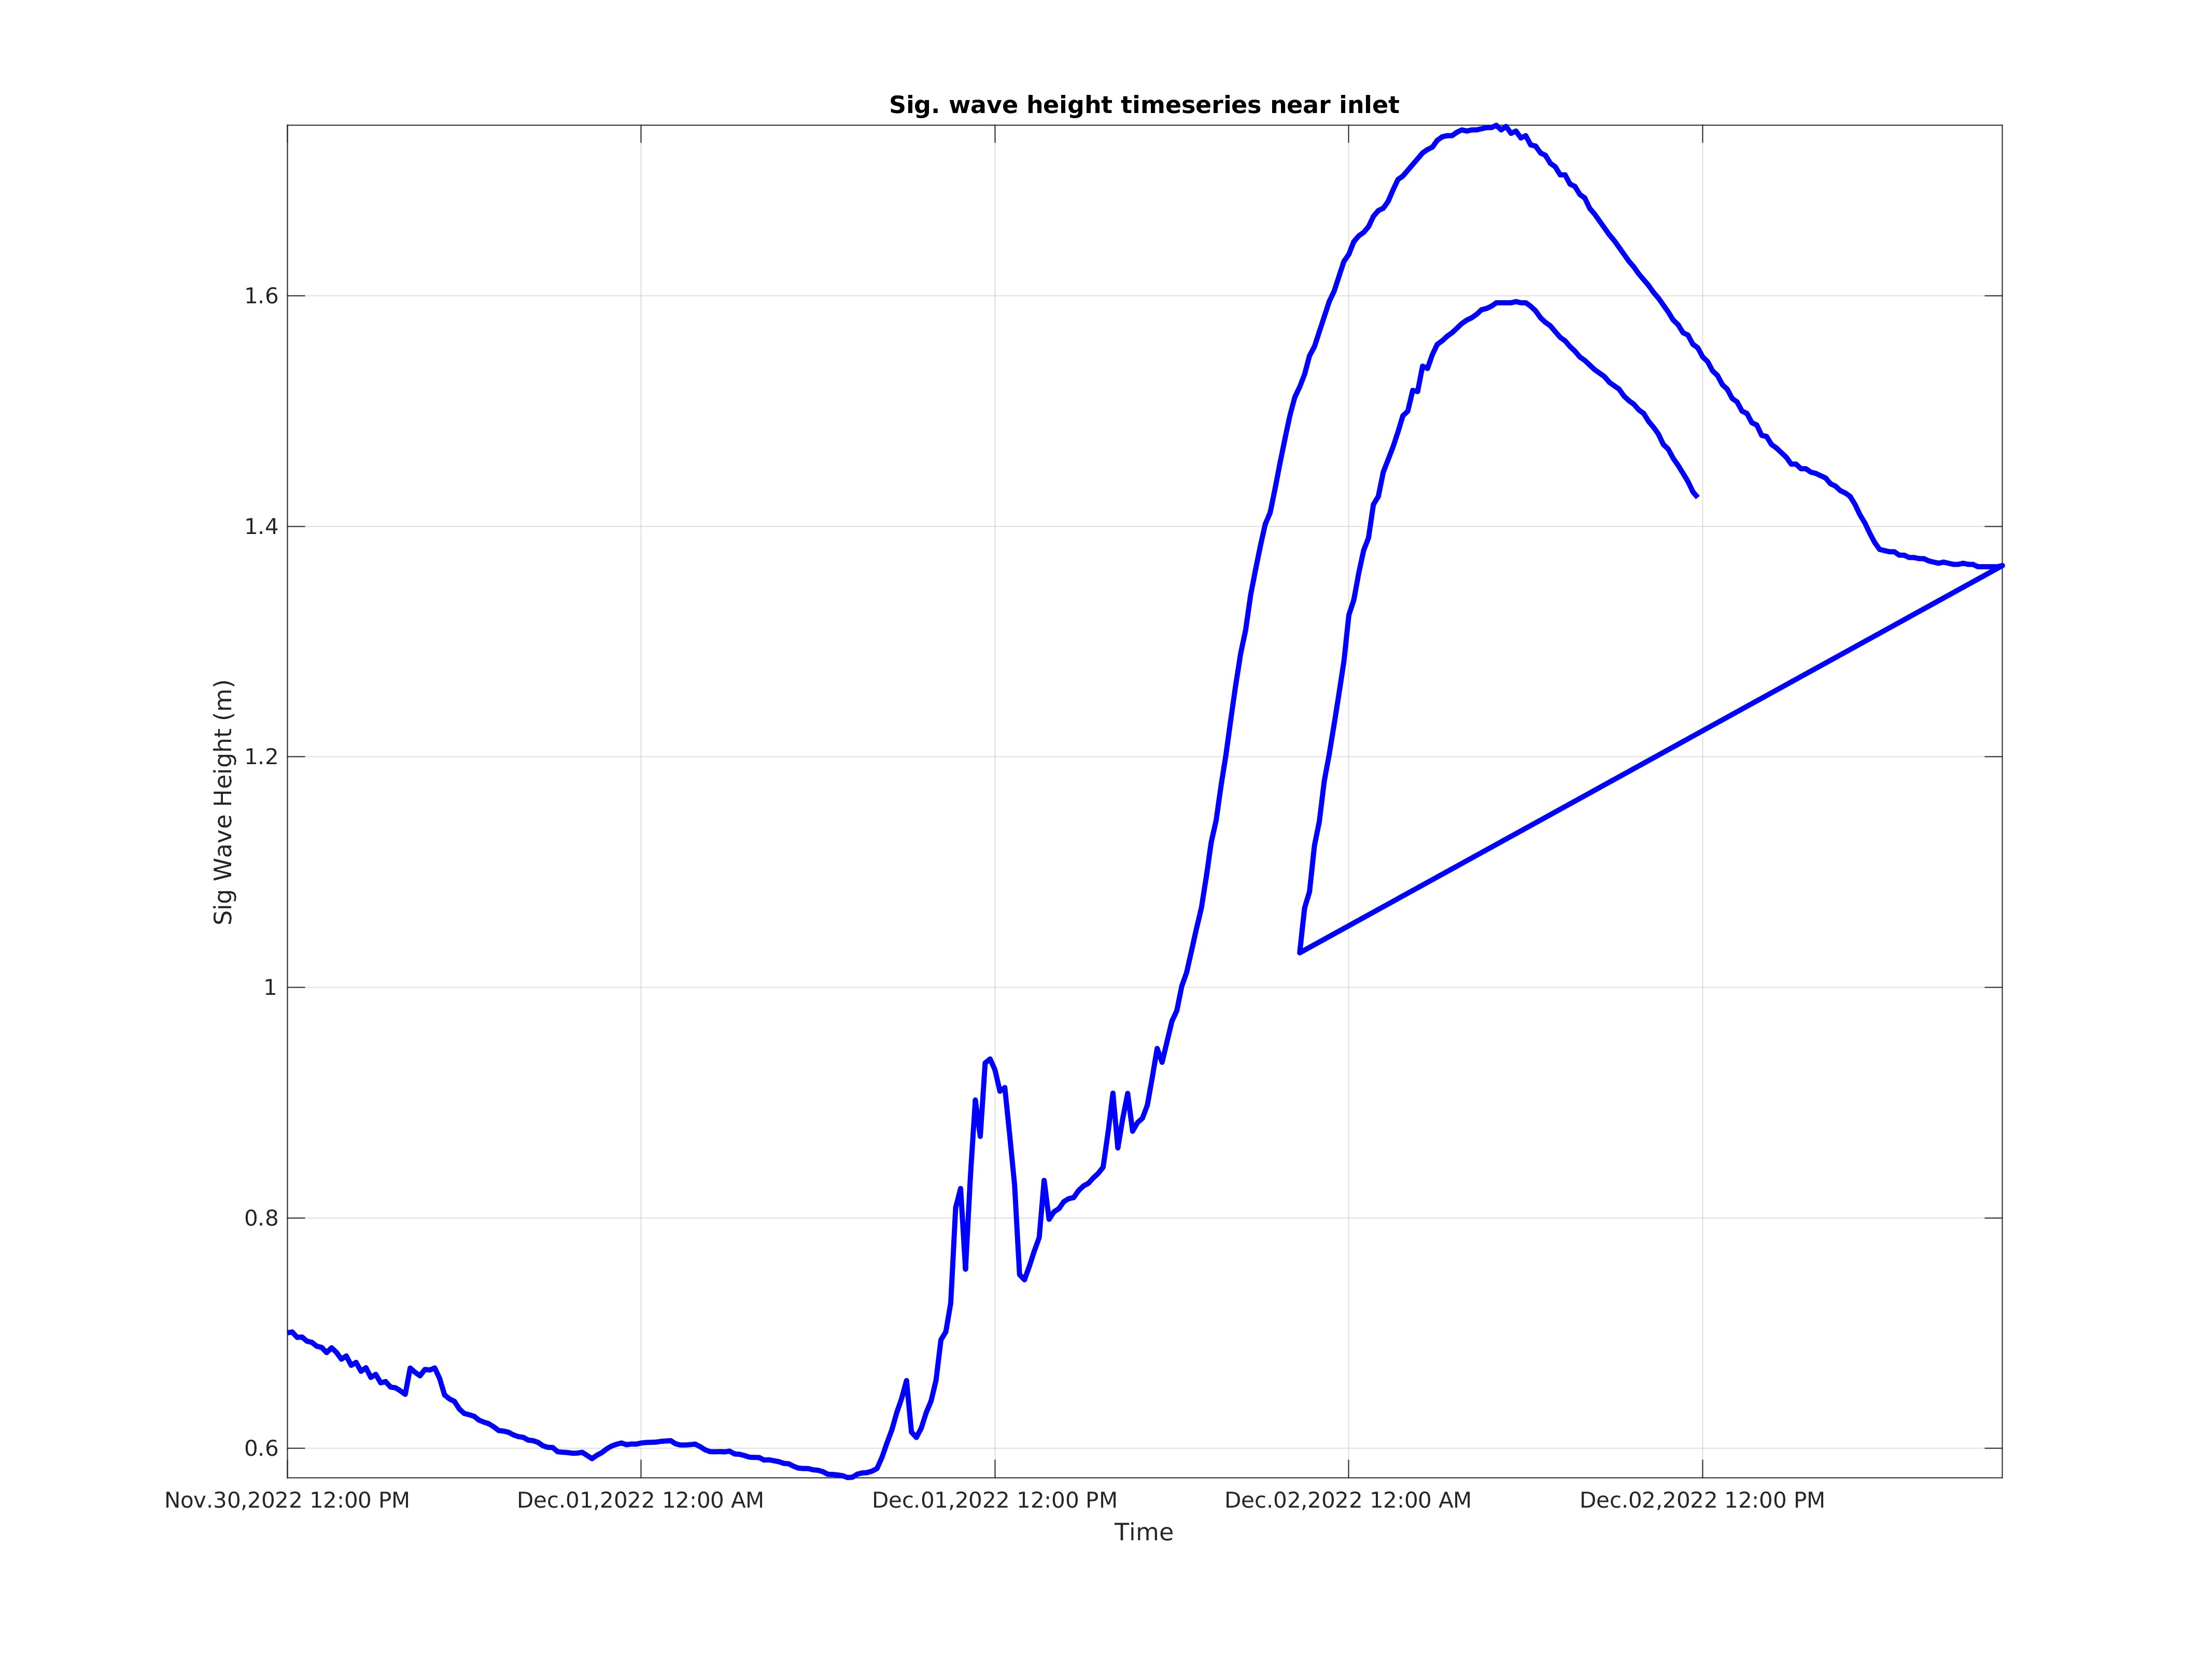 Sig. wave height timeseries near inlet
Sig Wave Height (m)
1.6
1.4
1.2
1
0.8
0.6
Nov.30,2022 12:00 PM
Dec.01,2022 12:00 AM
Dec.01,2022 12:00 PM
Dec.02,2022 12:00 AM
Dec.02,2022 12:00 PM
Time